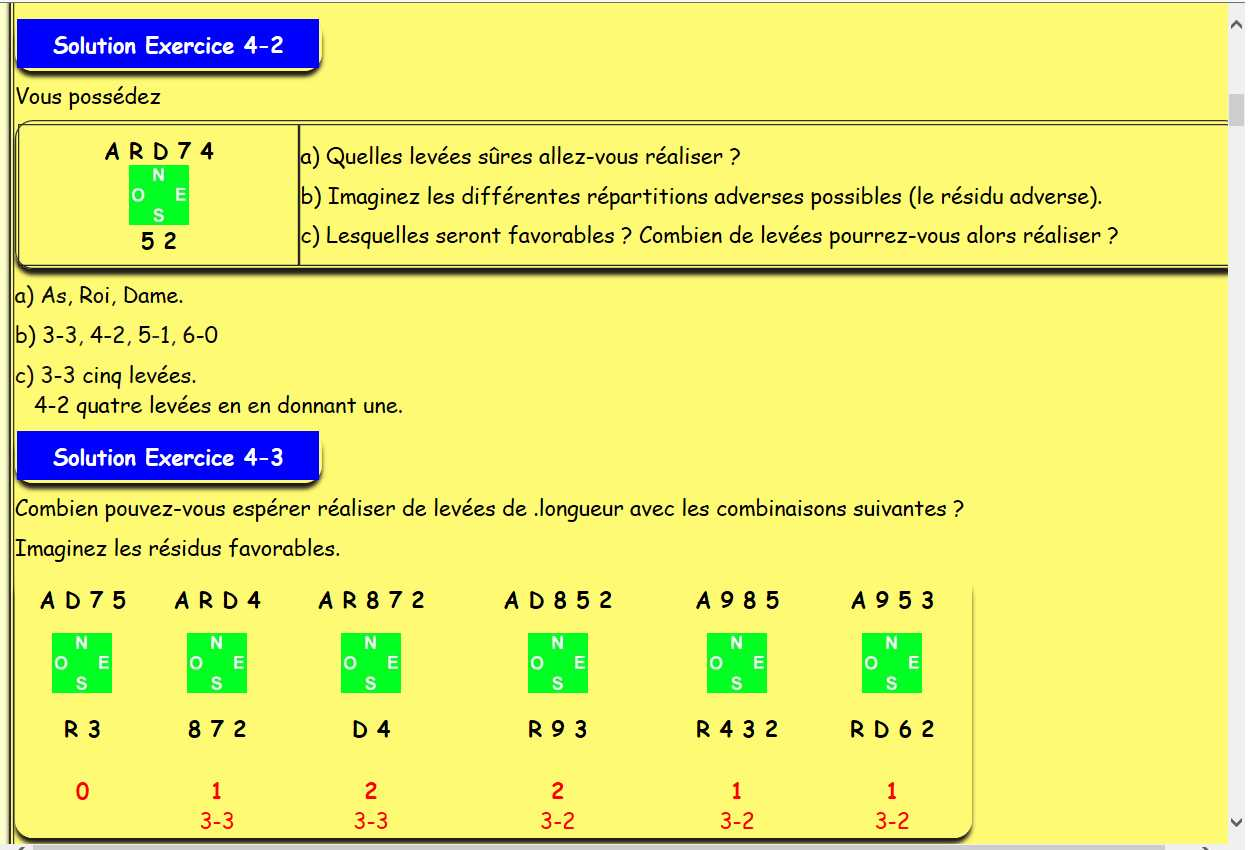 Solution Exercice 4-2
Vous possédez
A R D 7 4
N
O E
S
5 2
a) Quelles levées sûres allez-vous réaliser ?
b) Imaginez les différentes répartitions adverses possibles (le résidu adverse).
c) Lesquelles seront favorables ? Combien de levées pourrez-vous alors réaliser ?
a) As, Roi, Dame.
b) 3-3, 4-2, 5-1, 6-0
c) 3-3 cinq levées.
4-2 quatre levées en en donnant une.
Solution Exercice 4-3
Combien pouvez-vous espérer réaliser de levées de .longueur avec les combinaisons suivantes ?
Imaginez les résidus favorables.
A D 7 5 A R D 4 A R 8 7 2 A D 8 5 2 A 9 8 5 A 9 5 3
N N N N N N
O E O E O E O E O E O E
S S S S S S
R 3 8 7 2 D 4 R 9 3 R 4 3 2 R D 6 2
0 1 2 2 1 1
3-3 3-3 3-2 3-2 3-2